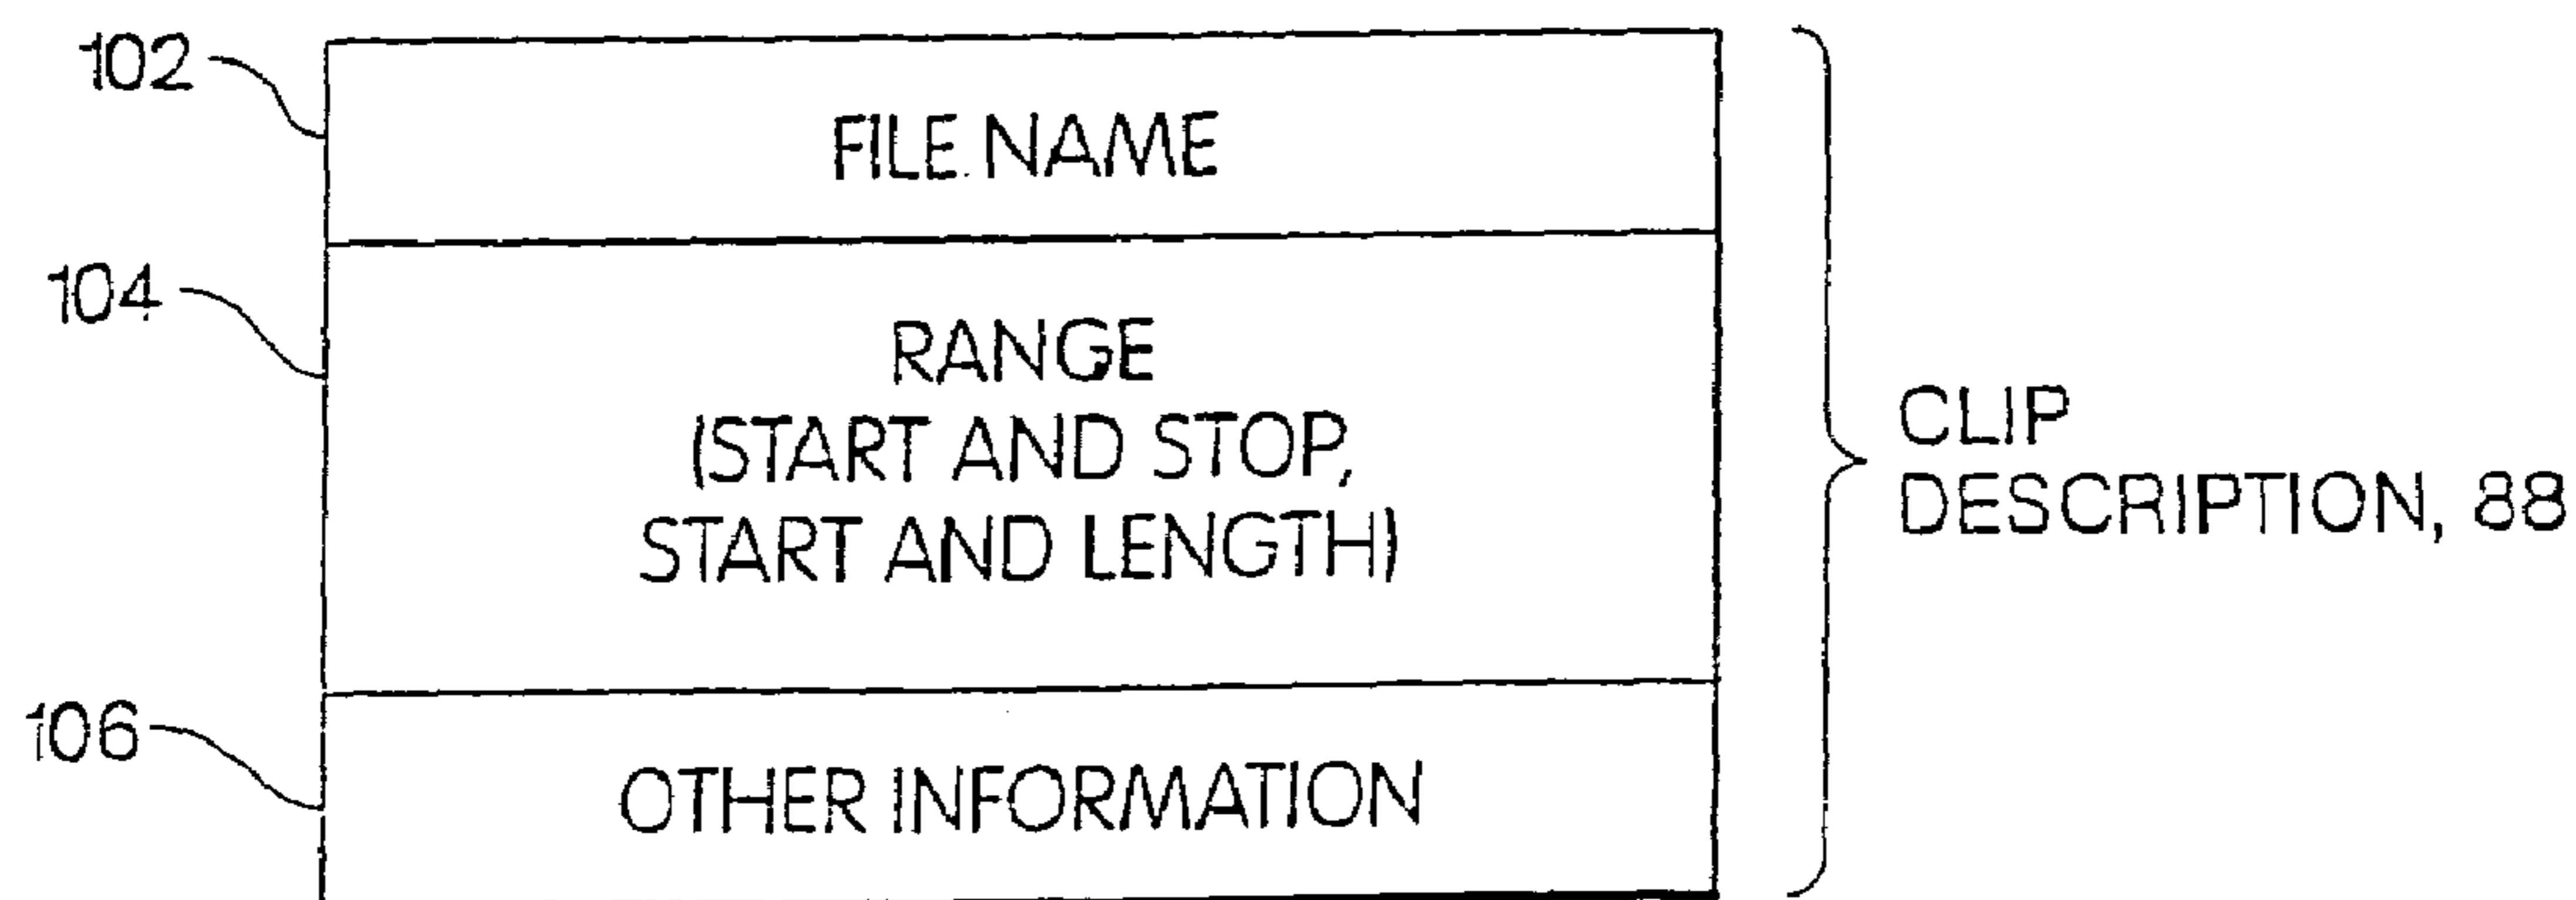 102
FILE NAME
104
RANGE
(START AND STOP,
START AND LENGTH)
CLIP
DESCRIPTION, 88
106
OTHER INFORMATION